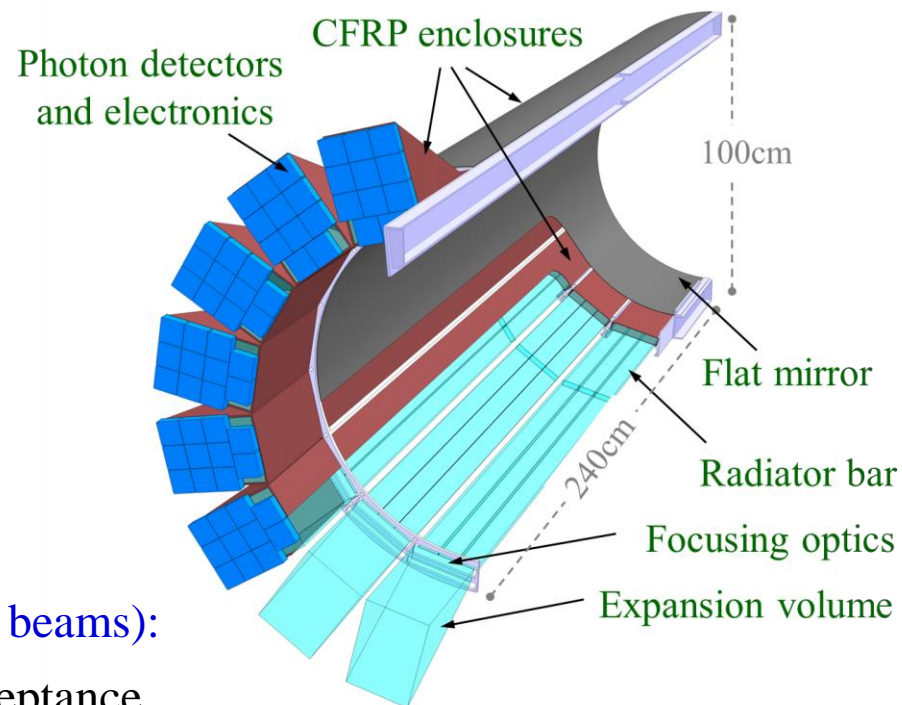 CFRP enclosures
Photon detectors
and electronics
100cm
Flat mirror
240cm
Radiator bar
Focusing optics
Expansion volume
beams):